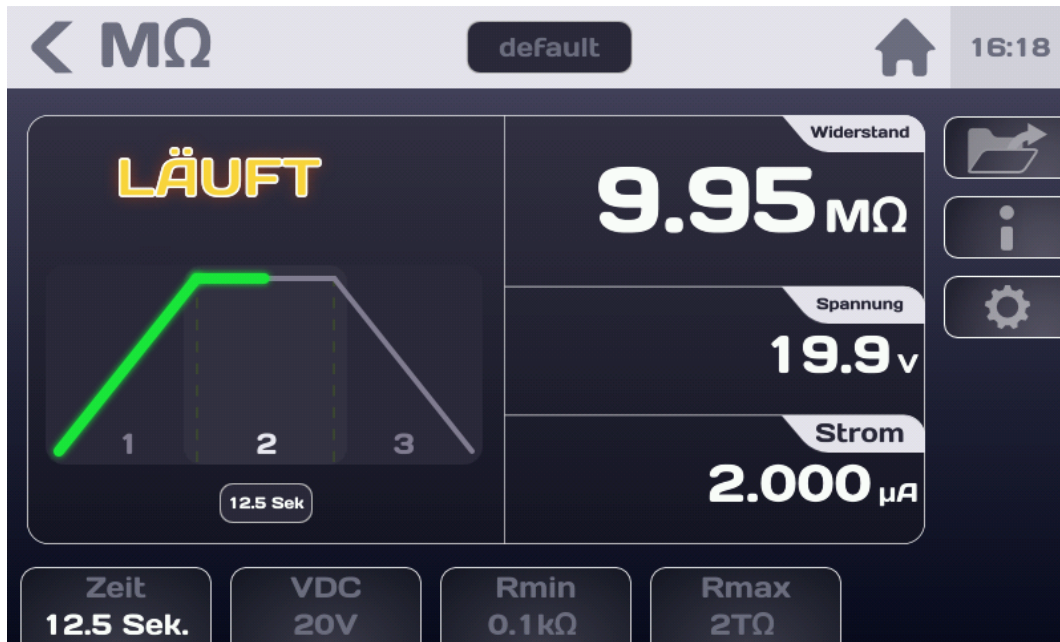 MΩ
default
16:18
LÄUFT
Widerstand
9.95 MΩ
Spannung
19.9 V
Strom
2.000 µA
1 2 3
12.5 Sek
Zeit
12.5 Sek.
VDC
20V
Rmin
0.1kΩ
Rmax
2TΩ